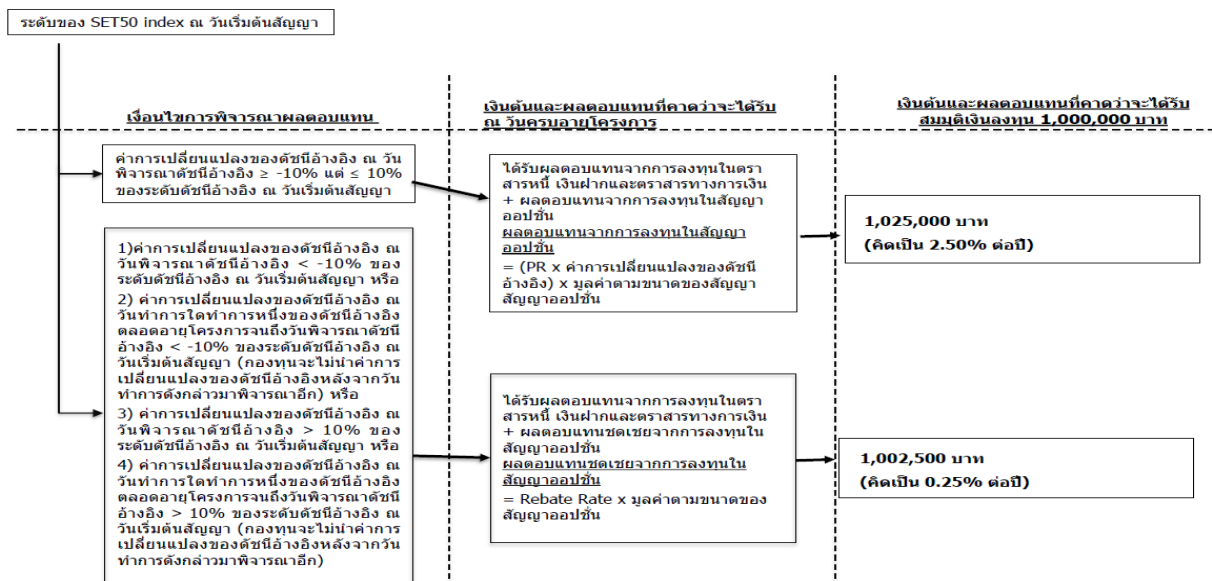 ระดับของ SET50 index ณ วันเริ่มต้นสัญญา
เงื่อนไขการพิจารณาผลตอบแทน
เงินต้นและผลตอบแทนที่คาดว่าจะได้รับ
ณ วันครบอายุโครงการ
เงินต้นและผลตอบแทนที่คาดว่าจะได้รับ
สมมุติเงินลงทุน 1,000,000 บาท
ค่าการเปลี่ยนแปลงของดัชนีอ้างอิง ณ วัน
พิจารณาดัชนีอ้างอิง ≥ -10% แต่ ≤ 10%
ของระดับดัชนีอ้างอิง ณ วันเริ่มต้นสัญญา
ได้รับผลตอบแทนจากการลงทุนในตรา
สารหนี้ เงินฝากและตราสารทางการเงิน
+ ผลตอบแทนจากการลงทุนในสัญญา
ออปชั่น
ผลตอบแทนจากการลงทุนในสัญญา
ออปชั่น
= (PR x ค่าการเปลี่ยนแปลงของดัชนี
อ้างอิง) x มูลค่าตามขนาดของสัญญา
สัญญาออปชั่น
1,025,000 บาท
(คิดเป็น 2.50% ต่อปี)
1)ค่าการเปลี่ยนแปลงของดัชนีอ้างอิง ณ
วันพิจารณาดัชนีอ้างอิง < -10% ของ
ระดับดัชนีอ้างอิง ณ วันเริ่มต้นสัญญา หรือ
2) ค่าการเปลี่ยนแปลงของดัชนีอ้างอิง ณ
วันทำการใดทำการหนึ่งของดัชนีอ้างอิง
ตลอดอายุโครงการจนถึงวันพิจารณาดัชนี
อ้างอิง < -10% ของระดับดัชนีอ้างอิง ณ
วันเริ่มต้นสัญญา (กองทุนจะไม่นำค่าการ
เปลี่ยนแปลงของดัชนีอ้างอิงหลังจากวัน
ทำการดังกล่าวมาพิจารณาอีก) หรือ
3) ค่าการเปลี่ยนแปลงของดัชนีอ้างอิง ณ
วันพิจารณาดัชนีอ้างอิง > 10% ของ
ระดับดัชนีอ้างอิง ณ วันเริ่มต้นสัญญา หรือ
4) ค่าการเปลี่ยนแปลงของดัชนีอ้างอิง ณ
วันทำการใดทำการหนึ่งของดัชนีอ้างอิง
ตลอดอายุโครงการจนถึงวันพิจารณาดัชนี
อ้างอิง > 10% ของระดับดัชนีอ้างอิง ณ
วันเริ่มต้นสัญญา (กองทุนจะไม่นำค่าการ
เปลี่ยนแปลงของดัชนีอ้างอิงหลังจากวัน
ทำการดังกล่าวมาพิจารณาอีก)
ได้รับผลตอบแทนจากการลงทุนในตรา
สารหนี้ เงินฝากและตราสารทางการเงิน
+ ผลตอบแทนชดเชยจากการลงทุนใน
สัญญาออปชั่น
ผลตอบแทนชดเชยจากการลงทุนใน
สัญญาออปชั่น
= Rebate Rate x มูลค่าตามขนาดของ
สัญญาออปชั่น
1,002,500 บาท
(คิดเป็น 0.25% ต่อปี)